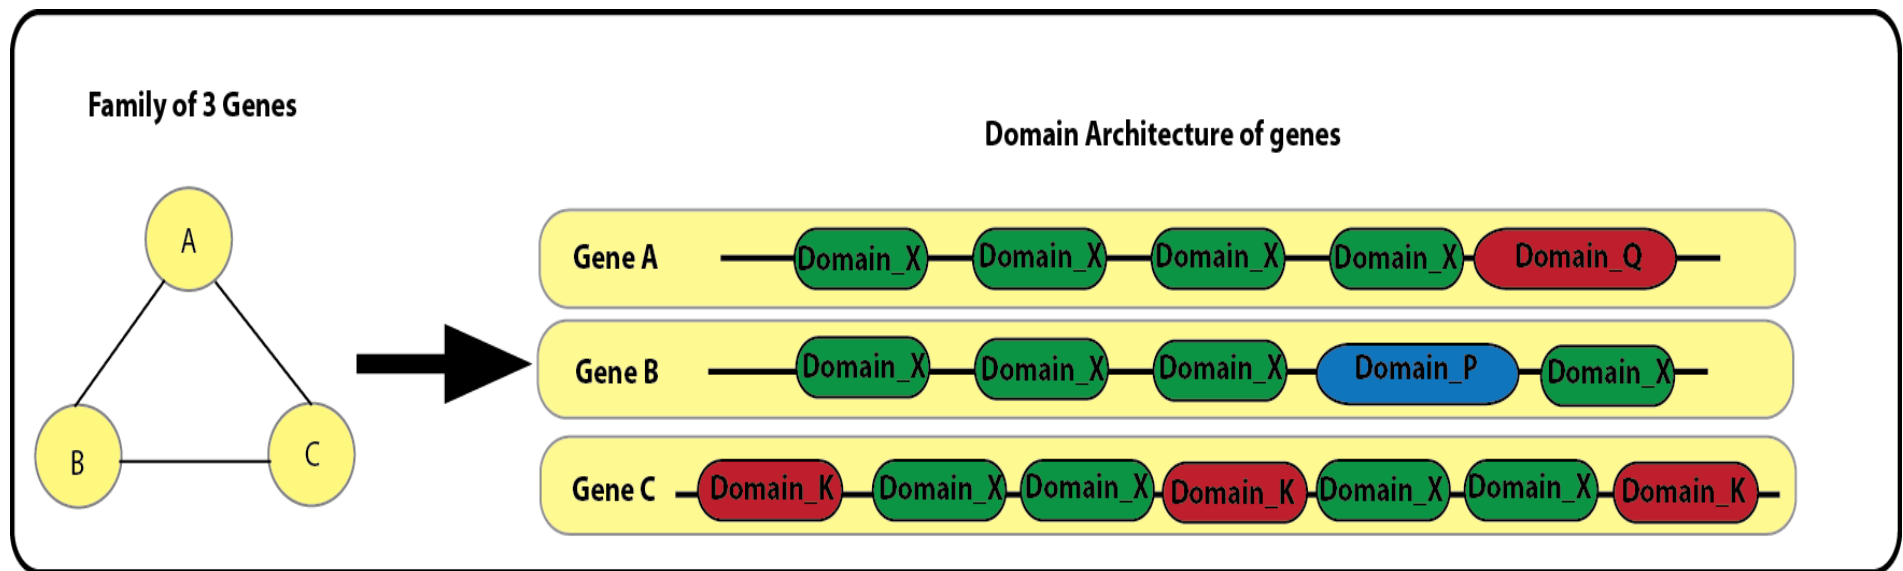 Family of 3 Genes
Domain Architecture of genes
A
B
C
Gene A Domain_X Domain_X Domain_X Domain_X Domain_Q
Gene B Domain_X Domain_X Domain_X Domain_P Domain_X
Gene C Domain_K Domain_X Domain_X Domain_K Domain_X Domain_X Domain_K